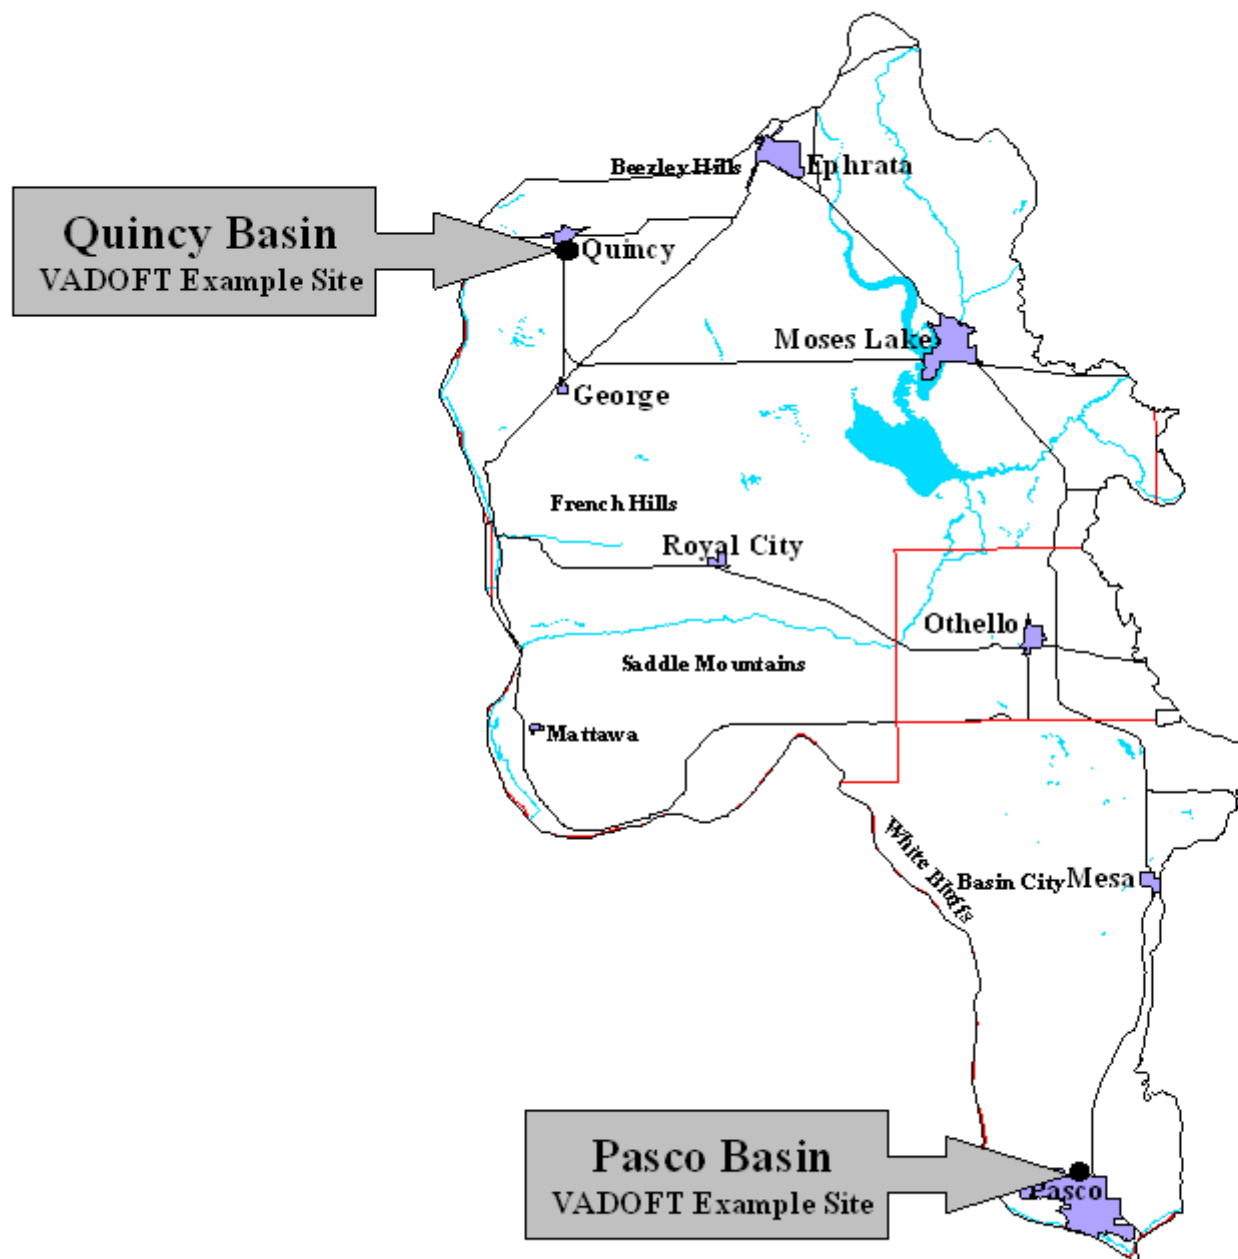 Beezley Hills
Ephrata
Quincy Basin
VADOFT Example Site
Quincy
Moses Lake
George
French Hills
Royal City
Othello
Saddle Mountains
Mattawa
White Bluffs
Basin City
Mesa
Pasco Basin
VADOFT Example Site
Pasco